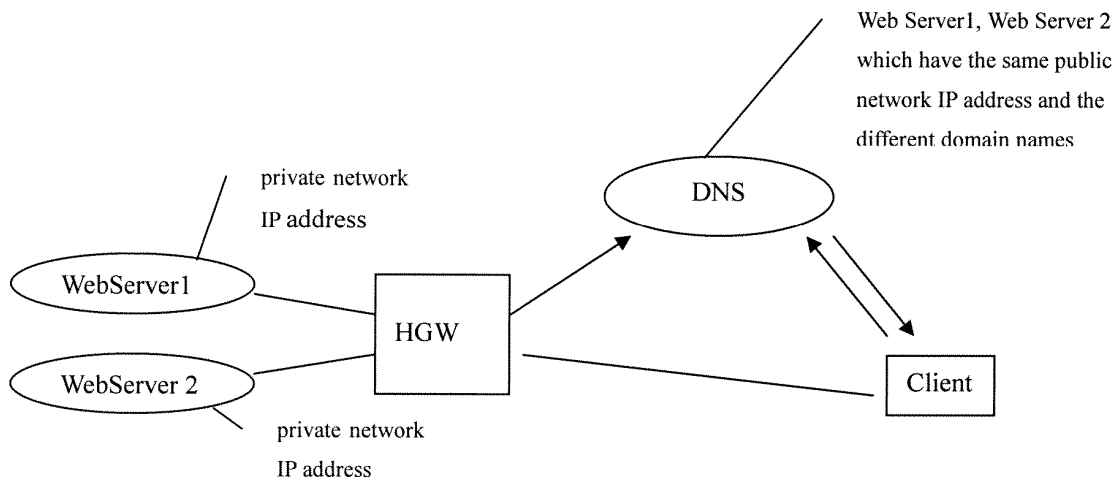 Web Server1, Web Server 2
which have the same public
network IP address and the
different domain names
private network
IP address
DNS
WebServer1
HGW
WebServer 2
Client
private network
IP address